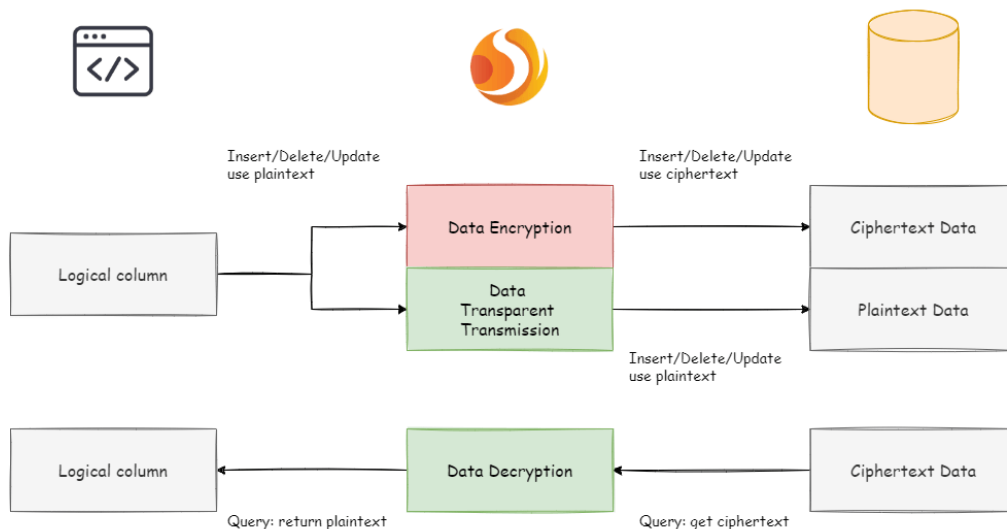 </>
Insert/Delete/Update
use plaintext
Insert/Delete/Update
use ciphertext
Logical column
Data Encryption
Ciphertext Data
Data
Transparent
Transmission
Plaintext Data
Insert/Delete/Update
use plaintext
Logical column
Data Decryption
Ciphertext Data
Query: return plaintext
Query: get ciphertext